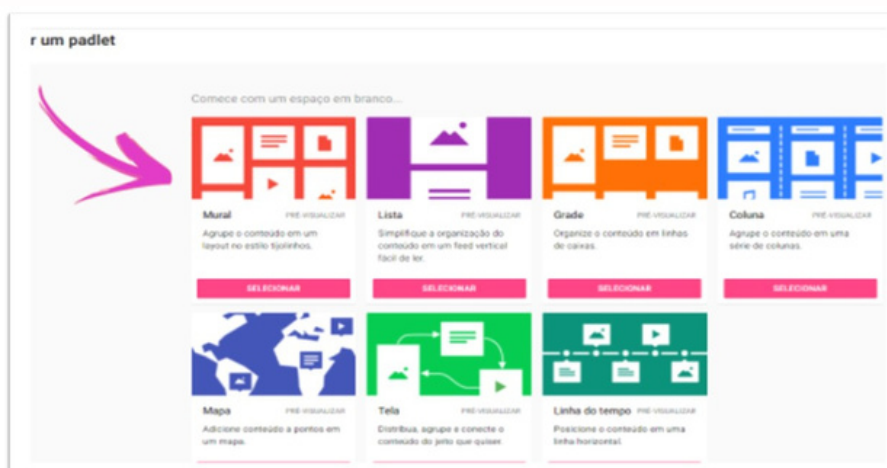 r um padlet
Comece com um espaço em branco...
Mural PRÉ-VISUALIZAR
Agrupe o conteúdo em um
layout no estilo tijolinhos.
SELECIONAR
Lista PRÉ-VISUALIZAR
Simplifique a organização do
conteúdo em um feed vertical
fácil de ler.
SELECIONAR
Grade PRÉ-VISUALIZAR
Organize o conteúdo em linhas
de caixas.
SELECIONAR
Coluna PRÉ-VISUALIZAR
Agrupe o conteúdo em uma
série de colunas.
SELECIONAR
Mapa PRÉ-VISUALIZAR
Adicione conteúdo a pontos em
um mapa.
Tela PRÉ-VISUALIZAR
Distribua, agrupe e conecte o
conteúdo do jeito que quiser.
Linha do tempo PRÉ-VISUALIZAR
Posicione o conteúdo em uma
linha horizontal.